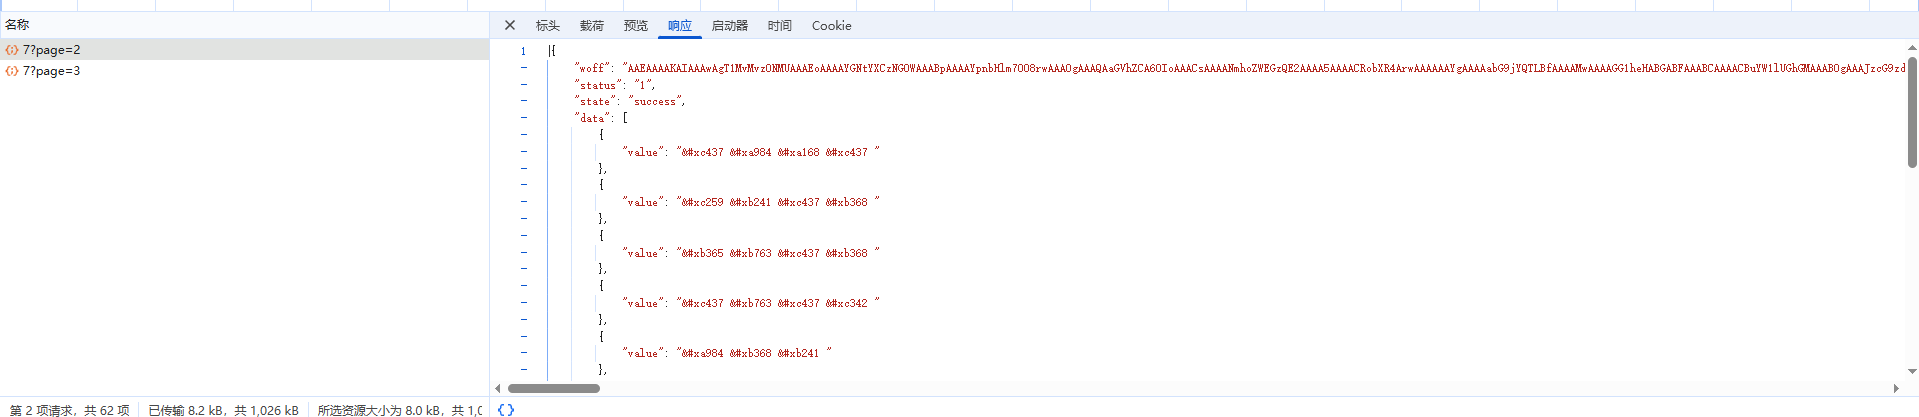 名称
7?page=2
7?page=3
标头 载荷 预览 响应 启动器 时间 Cookie
1 {
"woff":
"status": "1",
"state": "success",
"data": [
{
"value": "&#xc437 &#xa984 &#xa168 &#xc437 "
},
{
"value": "&#xc259 &#xb241 &#xc437 &#xb368 "
},
{
"value": "&#xb365 &#xb763 &#xc437 &#xb368 "
},
{
"value": "&#xc437 &#xb763 &#xc437 &#xc342 "
},
{
"value": "&#xa984 &#xb368 &#xb241 "
},
第 2 项请求，共 62 项 已传输 8.2 kB，共 1,026 kB 所选资源大小为 8.0 kB，共 1,0